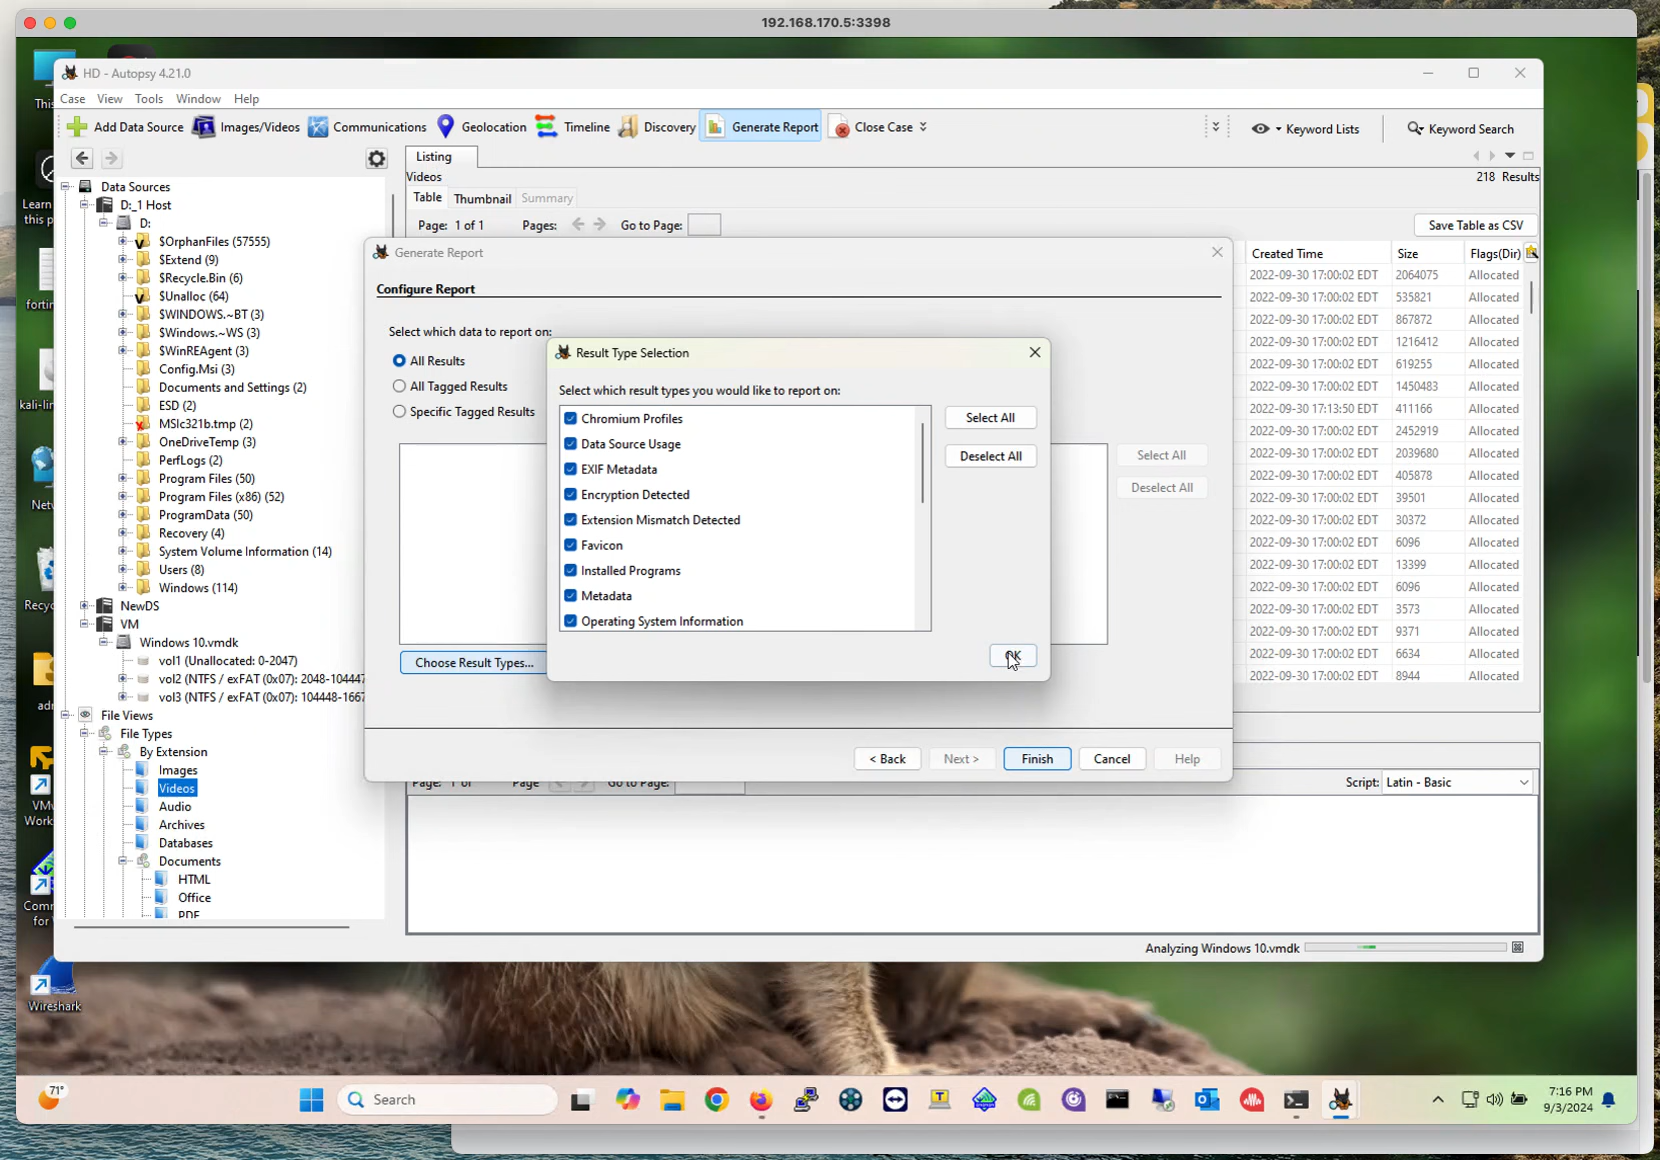 192.168.170.5:3398
HD - Autopsy 4.21.0
Case View Tools Window Help
Add Data Source Images/Videos Communications Geolocation Timeline Discovery Generate Report Close Case Keyword Lists Keyword Search
Listing
Videos 218 Results
Table Thumbnail Summary
Page: 1 of 1 Pages: Go to Page: Save Table as CSV
Data Sources
D:_1 Host
D:
$OrphanFiles (57555)
$Extend (9)
$Recycle.Bin (6)
$Unalloc (64)
$WINDOWS.~BT (3)
$Windows.~WS (3)
$WinREAgent (3)
Config.Msi (3)
Documents and Settings (2)
ESD (2)
MSIc321b.tmp (2)
OneDriveTemp (3)
PerfLogs (2)
Program Files (50)
Program Files (x86) (52)
ProgramData (50)
Recovery (4)
System Volume Information (14)
Users (8)
Windows (114)
NewDS
VM
Windows 10.vmdk
vol1 (Unallocated: 0-2047)
vol2 (NTFS / exFAT (0x07): 2048-104447
vol3 (NTFS / exFAT (0x07): 104448-1667
File Views
File Types
By Extension
Images
Videos
Audio
Archives
Databases
Documents
HTML
Office
PDF
Generate Report
Configure Report
Select which data to report on:
All Results
All Tagged Results
Specific Tagged Results
Select All
Deselect All
Choose Result Types...
< Back Next > Finish Cancel Help
Result Type Selection
Select which result types you would like to report on:
Chromium Profiles
Data Source Usage
EXIF Metadata
Encryption Detected
Extension Mismatch Detected
Favicon
Installed Programs
Metadata
Operating System Information
Select All
Deselect All
OK
Created Time Size Flags(Dir)
2022-09-30 17:00:02 EDT 2064075 Allocated
2022-09-30 17:00:02 EDT 535821 Allocated
2022-09-30 17:00:02 EDT 867872 Allocated
2022-09-30 17:00:02 EDT 1216412 Allocated
2022-09-30 17:00:02 EDT 619255 Allocated
2022-09-30 17:00:02 EDT 1450483 Allocated
2022-09-30 17:13:50 EDT 411166 Allocated
2022-09-30 17:00:02 EDT 2452919 Allocated
2022-09-30 17:00:02 EDT 2039680 Allocated
2022-09-30 17:00:02 EDT 405878 Allocated
2022-09-30 17:00:02 EDT 39501 Allocated
2022-09-30 17:00:02 EDT 30372 Allocated
2022-09-30 17:00:02 EDT 6096 Allocated
2022-09-30 17:00:02 EDT 13399 Allocated
2022-09-30 17:00:02 EDT 6096 Allocated
2022-09-30 17:00:02 EDT 3573 Allocated
2022-09-30 17:00:02 EDT 9371 Allocated
2022-09-30 17:00:02 EDT 6634 Allocated
2022-09-30 17:00:02 EDT 8944 Allocated
Page: 1 of Page Go to Page: Script: Latin - Basic
Analyzing Windows 10.vmdk
This
Learn
this p
fortin
kali-lin
Netw
Recyc
adr
VMw
Work
Comm
for
Wireshark
71°
Search
7:16 PM
9/3/2024